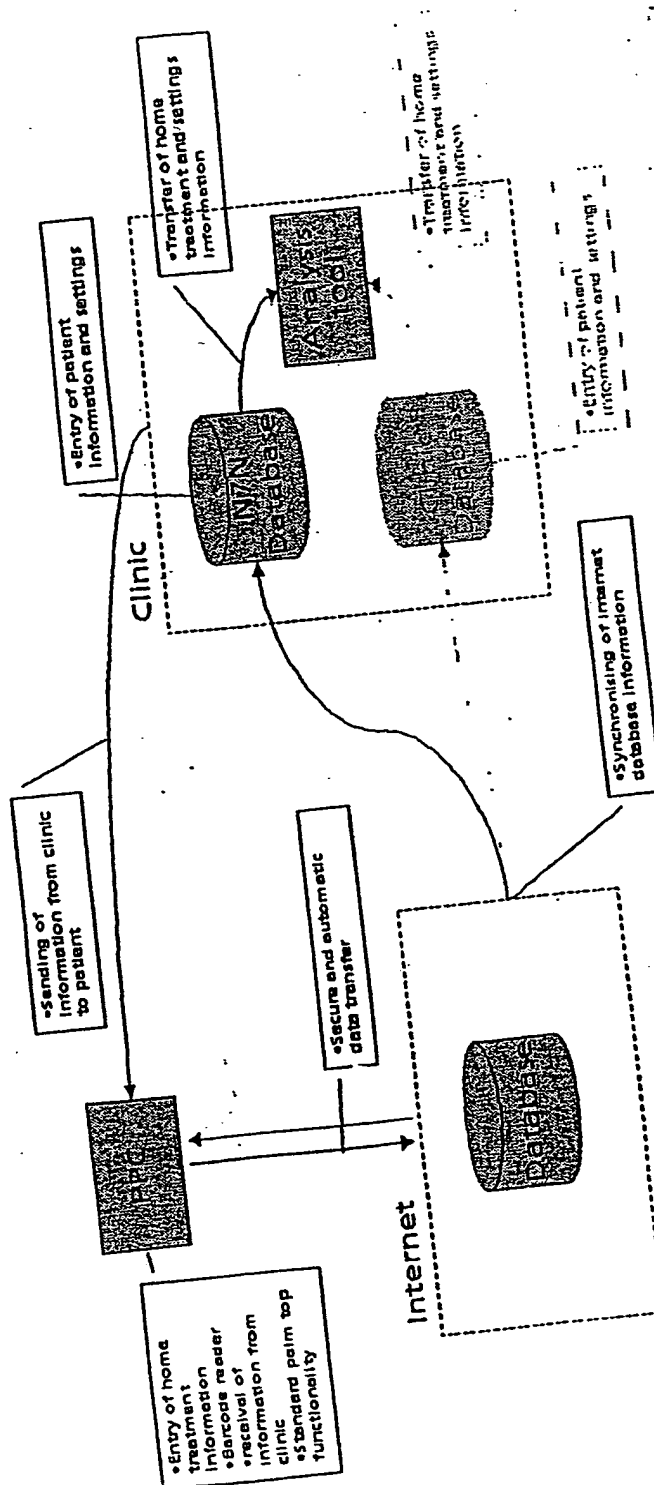 •Entry of home
treatment
Information
•Barcode reader
•receival of
information from
clinic
•Standard palm top
functionality
PPC
•Sending of
Information from clinic
to patient
•Secure and automatic
data transfer
Internet
Database
•Synchronising of Internet
database information
Clinic
N7N
Database
Database
Analysis
•Entry of patient
Information and settings
•Transfer of home
treatment and settings
Information
•Transfer of home
treatment and settings
Information
•Entry of patient
information and settings